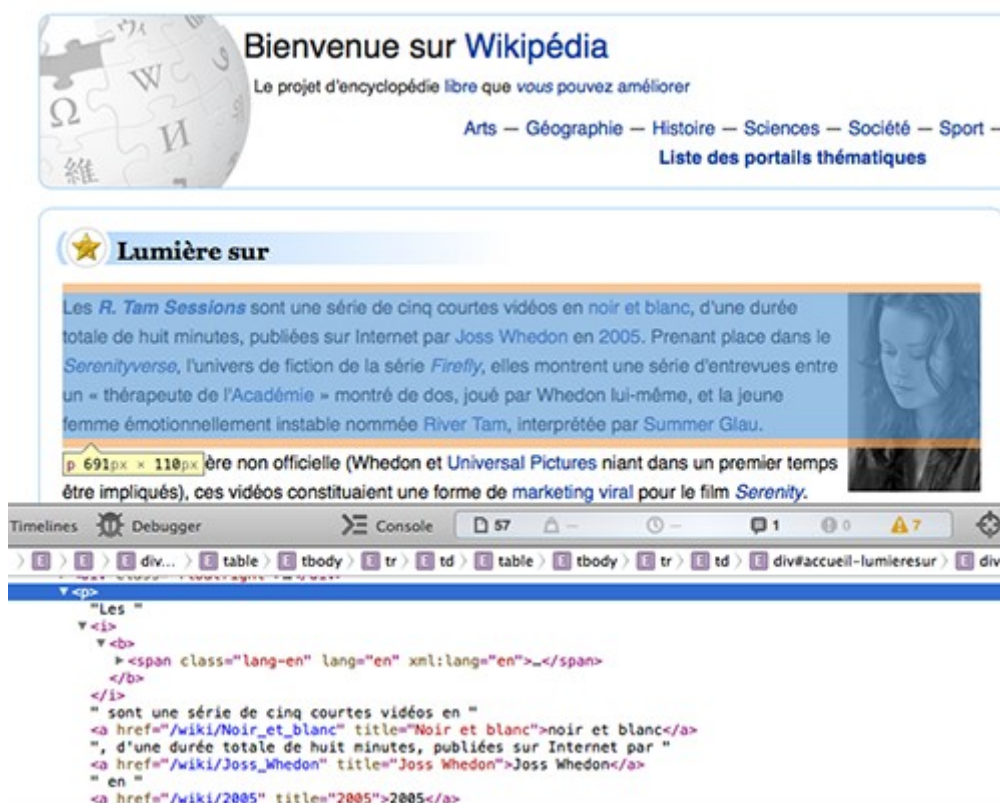 Ω W И 維 ウィ
Bienvenue sur Wikipédia
Le projet d'encyclopédie libre que vous pouvez améliorer
Arts — Géographie — Histoire — Sciences — Société — Sport –
Liste des portails thématiques
Lumière sur
Les R. Tam Sessions sont une série de cinq courtes vidéos en noir et blanc, d'une durée
totale de huit minutes, publiées sur Internet par Joss Whedon en 2005. Prenant place dans le
Serenityverse, l'univers de fiction de la série Firefly, elles montrent une série d'entrevues entre
un « thérapeute de l'Académie » montré de dos, joué par Whedon lui-même, et la jeune
femme émotionnellement instable nommée River Tam, interprétée par Summer Glau.
p 691px × 110px ère non officielle (Whedon et Universal Pictures niant dans un premier temps
être impliqués), ces vidéos constituaient une forme de marketing viral pour le film Serenity.
Timelines Debugger Console 57 – – 1 0 7
E E E div... E table E tbody E tr E td E table E tbody E tr E td E div#accueil-lumieresur E div
▼<p>
"Les "
▼<i>
▼<b>
▶<span class="lang-en" lang="en" xml:lang="en">…</span>
</b>
</i>
" sont une série de cinq courtes vidéos en "
<a href="/wiki/Noir_et_blanc" title="Noir et blanc">noir et blanc</a>
", d'une durée totale de huit minutes, publiées sur Internet par "
<a href="/wiki/Joss_Whedon" title="Joss Whedon">Joss Whedon</a>
" en "
<a href="/wiki/2005" title="2005">2005</a>